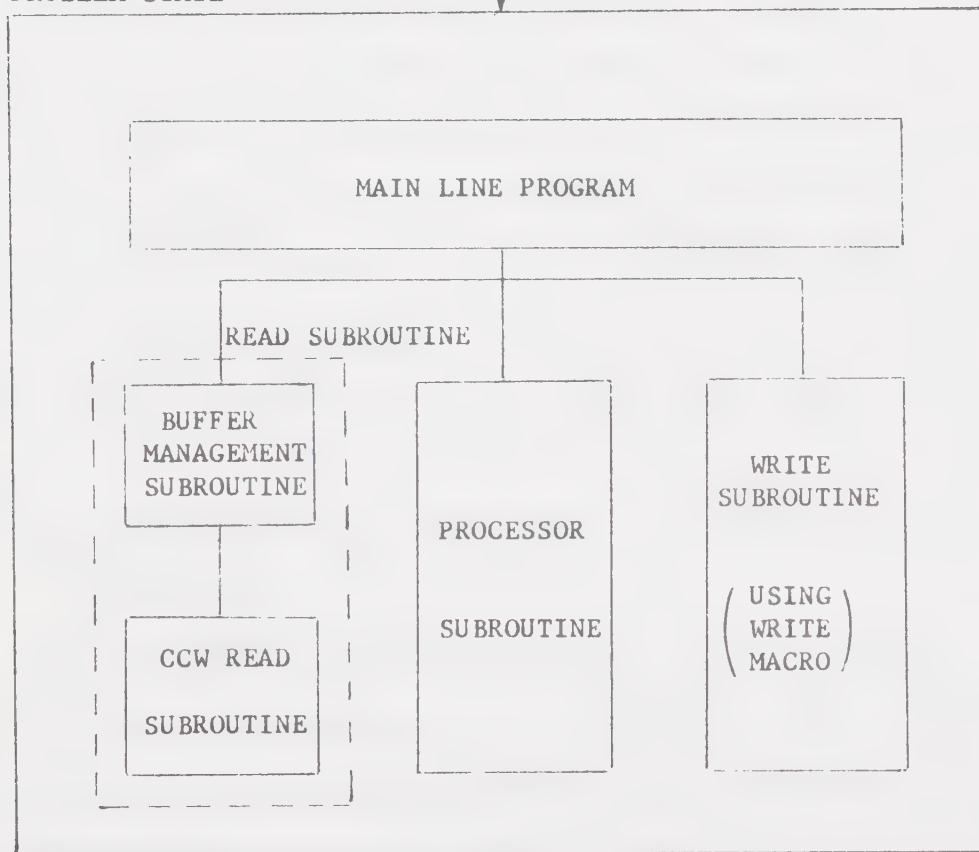 MAIN LINE PROGRAM
READ SUBROUTINE
BUFFER
MANAGEMENT
SUBROUTINE
CCW READ
SUBROUTINE
PROCESSOR
SUBROUTINE
WRITE
SUBROUTINE
( USING
WRITE
MACRO )